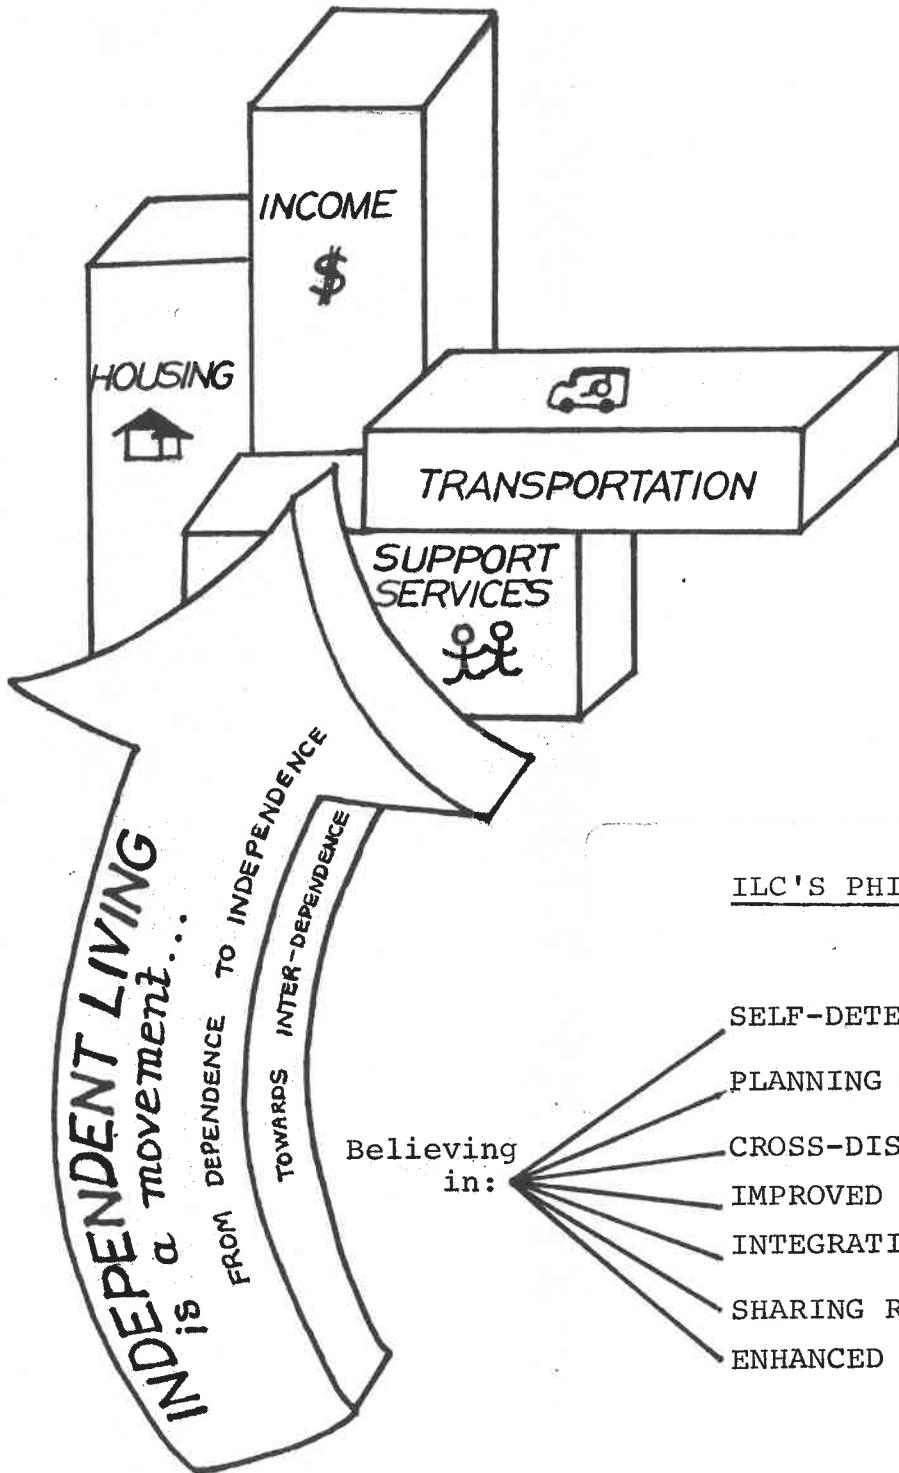 INCOME
$
HOUSING
TRANSPORTATION
SUPPORT
SERVICES
INDEPENDENT LIVING
is a movement...
FROM DEPENDENCE TO INDEPENDENCE
TOWARDS INTER-DEPENDENCE
ILC'S PHI
Believing
in:
SELF-DETE
PLANNING
CROSS-DIS
IMPROVED
INTEGRATI
SHARING R
ENHANCED